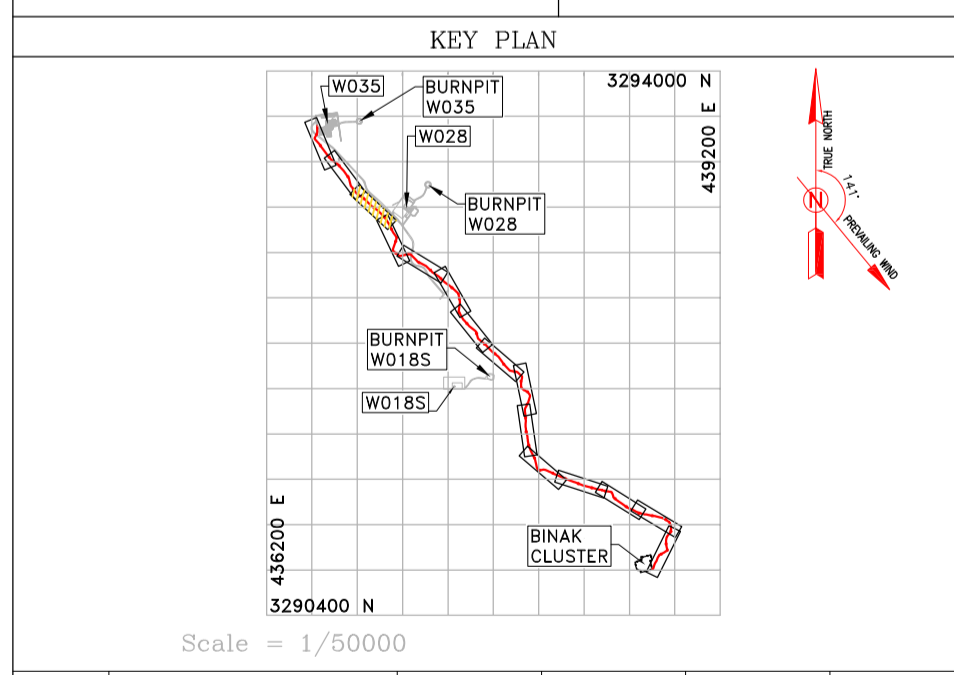 KEY PLAN
3294000 N
439200 E
W035
BURNPIT
W035
W028
BURNPIT
W028
BURNPIT
W018S
W018S
BINAK
CLUSTER
436200 E
3290400 N
TRUE NORTH
141°
N
PREVAILING WIND
Scale = 1/50000